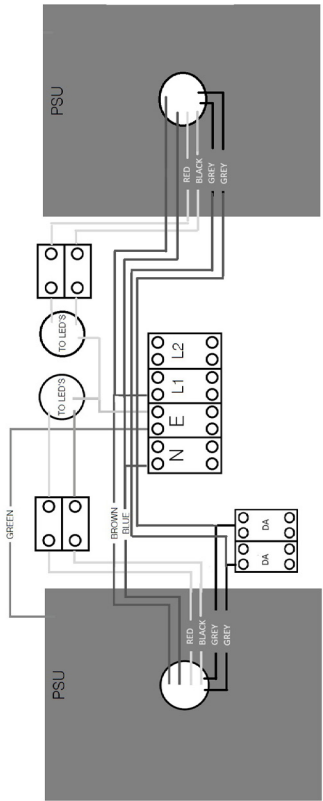 PSU
RED
BLACK
GREY
GREY
TO LED'S
TO LED'S
L2
L1
E
N
GREEN
BROWN
BLUE
DA
DA
RED
BLACK
GREY
GREY
PSU